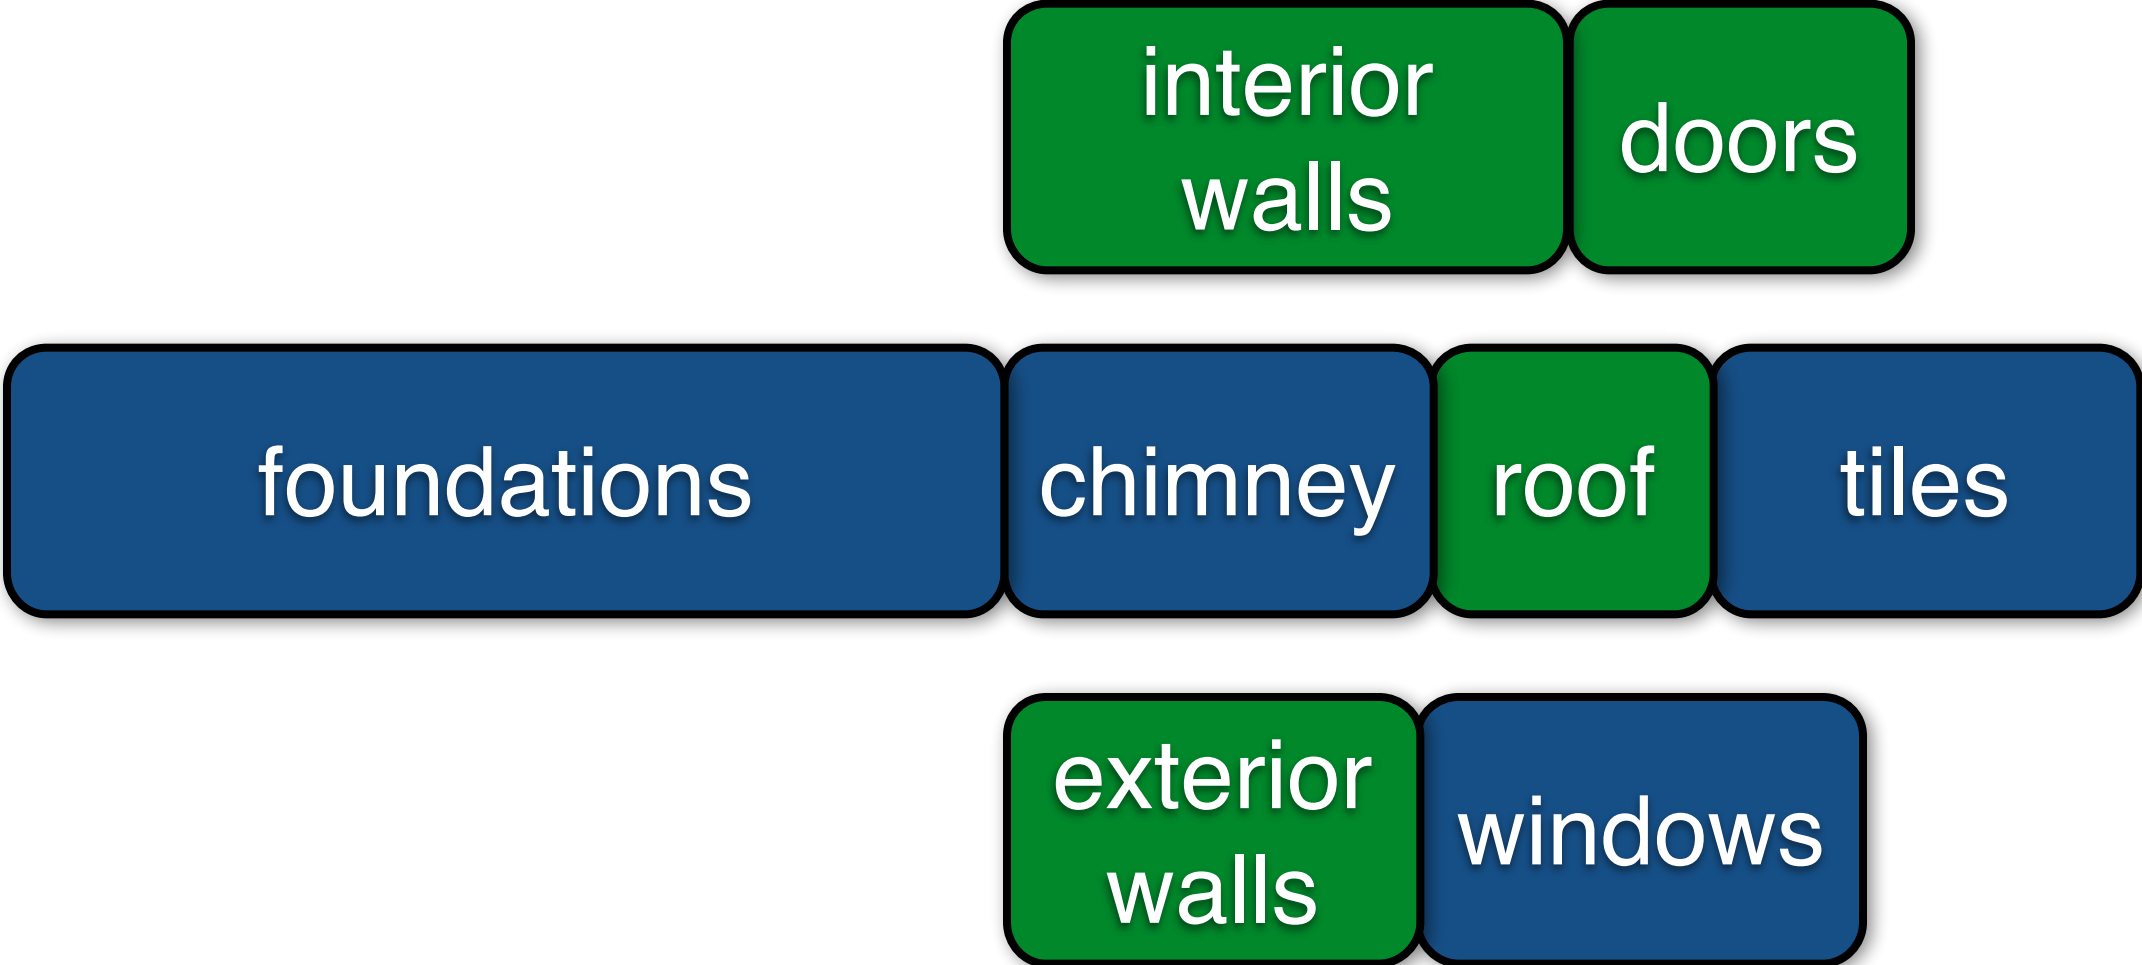 interior
walls
doors
foundations
chimney
roof
tiles
exterior
walls
windows